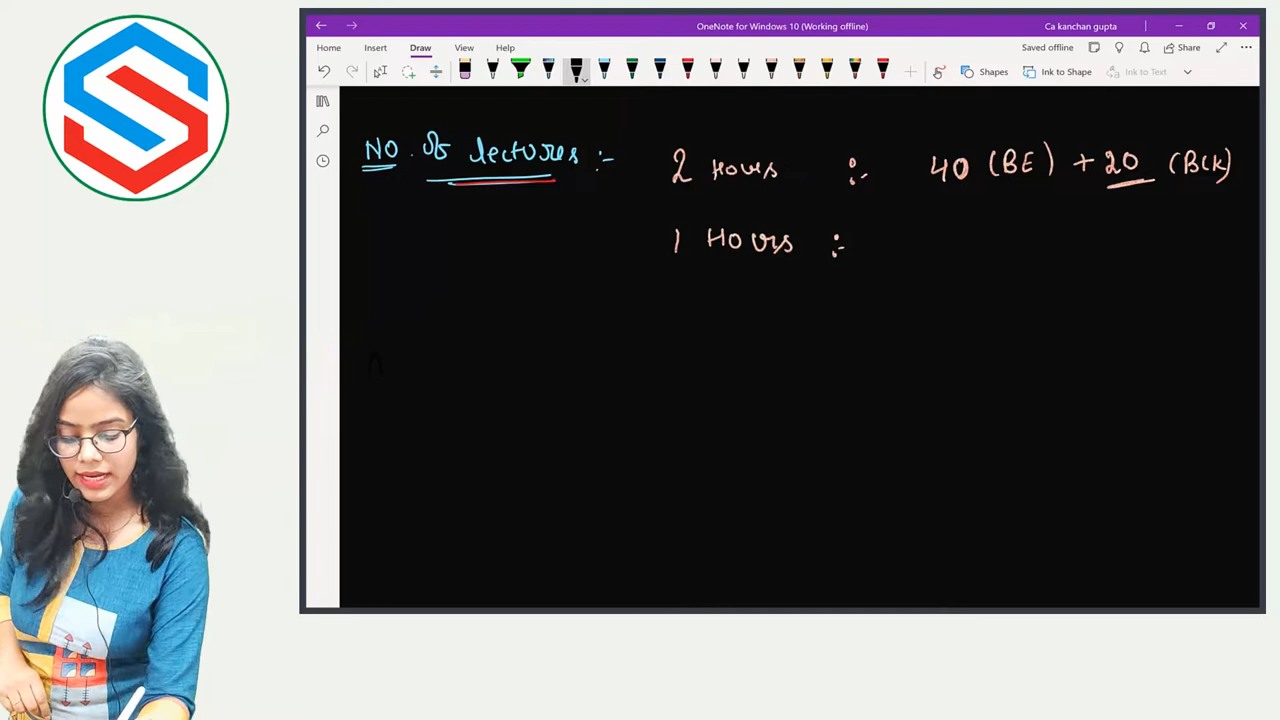 OneNote for Windows 10 (Working offline)
Ca kanchan gupta
Home Insert Draw View Help
Saved offline
Share
Shapes
Ink to Shape
Ink to Text
NO. Of lectures :- 2 Hours :- 40 (BE) + 20 (BCK)
1 Hours :-